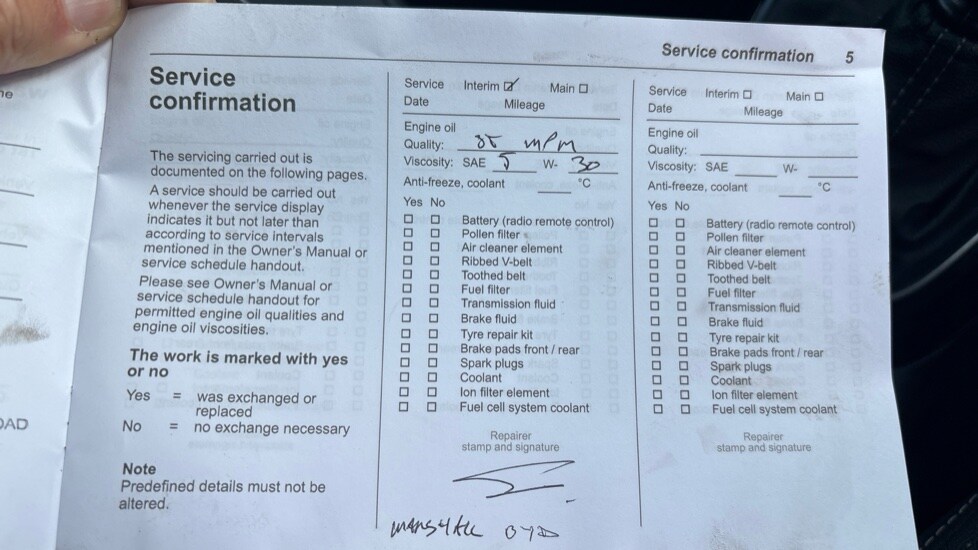 Service confirmation 5
Service
confirmation
The servicing carried out is
documented on the following pages.
A service should be carried out
whenever the service display
indicates it but not later than
according to service intervals
mentioned in the Owner's Manual or
service schedule handout.
Please see Owner's Manual or
service schedule handout for
permitted engine oil qualities and
engine oil viscosities.
The work is marked with yes
or no
Yes = was exchanged or
replaced
No = no exchange necessary
Note
Predefined details must not be
altered.
Service Interim ☑ Main ☐
Date Mileage
Engine oil
Quality: MPM
Viscosity: SAE 5 W- 30
Anti-freeze, coolant ____ °C
Yes No
☐ ☐ Battery (radio remote control)
☐ ☐ Pollen filter
☐ ☐ Air cleaner element
☐ ☐ Ribbed V-belt
☐ ☐ Toothed belt
☐ ☐ Fuel filter
☐ ☐ Transmission fluid
☐ ☐ Brake fluid
☐ ☐ Tyre repair kit
☐ ☐ Brake pads front / rear
☐ ☐ Spark plugs
☐ ☐ Coolant
☐ ☐ Ion filter element
☐ ☐ Fuel cell system coolant
Repairer
stamp and signature
Service Interim ☐ Main ☐
Date Mileage
Engine oil
Quality: ____
Viscosity: SAE ____ W- ____
Anti-freeze, coolant ____ °C
Yes No
☐ ☐ Battery (radio remote control)
☐ ☐ Pollen filter
☐ ☐ Air cleaner element
☐ ☐ Ribbed V-belt
☐ ☐ Toothed belt
☐ ☐ Fuel filter
☐ ☐ Transmission fluid
☐ ☐ Brake fluid
☐ ☐ Tyre repair kit
☐ ☐ Brake pads front / rear
☐ ☐ Spark plugs
☐ ☐ Coolant
☐ ☐ Ion filter element
☐ ☐ Fuel cell system coolant
Repairer
stamp and signature